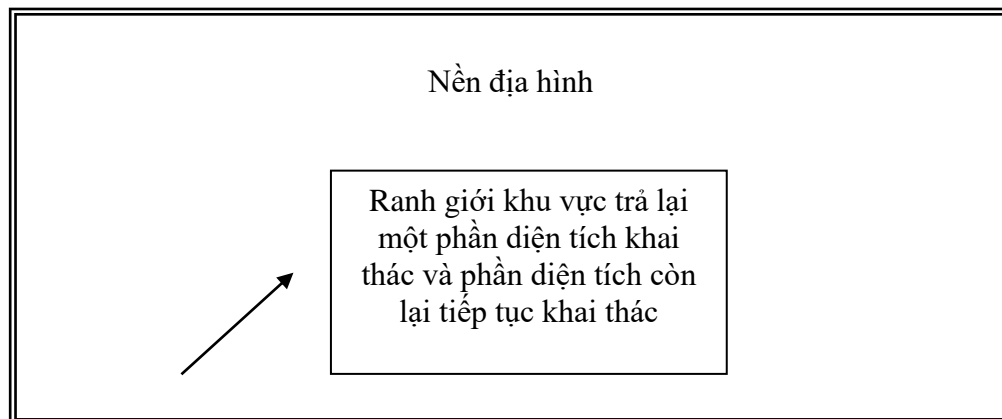 Nền địa hình
Ranh giới khu vực trả lại
một phần diện tích khai
thác và phần diện tích còn
lại tiếp tục khai thác